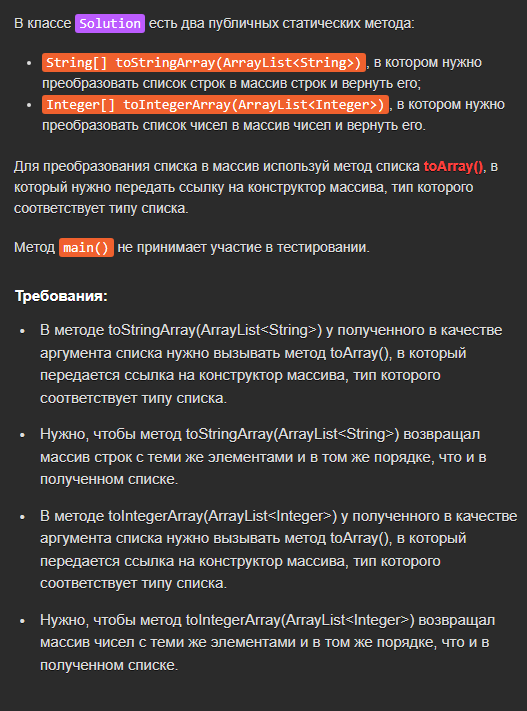 В классе Solution есть два публичных статических метода:
• String[] toStringArray(ArrayList<String>), в котором нужно
преобразовать список строк в массив строк и вернуть его;
• Integer[] toIntegerArray(ArrayList<Integer>), в котором нужно
преобразовать список чисел в массив чисел и вернуть его.
Для преобразования списка в массив используй метод списка toArray(), в
который нужно передать ссылку на конструктор массива, тип которого
соответствует типу списка.
Метод main() не принимает участие в тестировании.
Требования:
• В методе toStringArray(ArrayList<String>) у полученного в качестве
аргумента списка нужно вызывать метод toArray(), в который
передается ссылка на конструктор массива, тип которого
соответствует типу списка.
• Нужно, чтобы метод toStringArray(ArrayList<String>) возвращал
массив строк с теми же элементами и в том же порядке, что и в
полученном списке.
• В методе toIntegerArray(ArrayList<Integer>) у полученного в качестве
аргумента списка нужно вызывать метод toArray(), в который
передается ссылка на конструктор массива, тип которого
соответствует типу списка.
• Нужно, чтобы метод toIntegerArray(ArrayList<Integer>) возвращал
массив чисел с теми же элементами и в том же порядке, что и в
полученном списке.